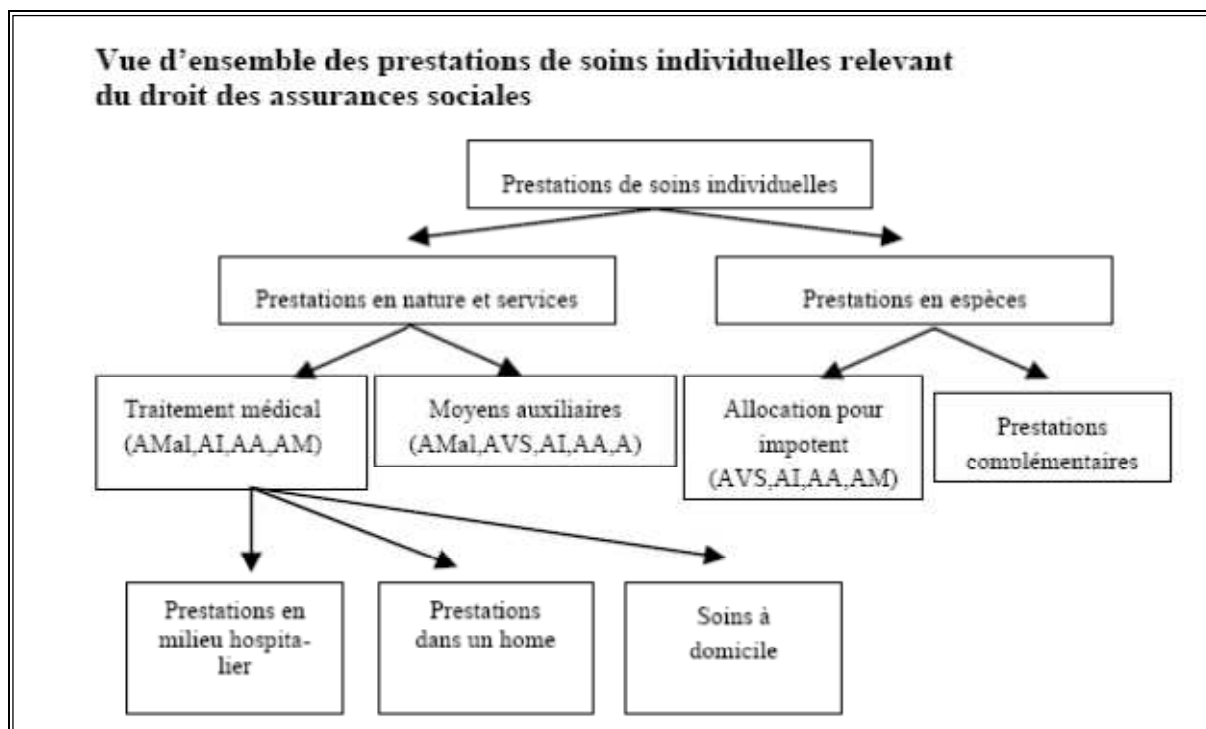 Vue d'ensemble des prestations de soins individuelles relevant
du droit des assurances sociales
Prestations de soins individuelles
Prestations en nature et services
Prestations en espèces
Traitement médical
(AMal,AI,AA,AM)
Moyens auxiliaires
(AMal,AVS,AI,AA,A)
Allocation pour
impotent
(AVS,AI,AA,AM)
Prestations
complémentaires
Prestations en
milieu hospita-
lier
Prestations
dans un home
Soins à
domicile